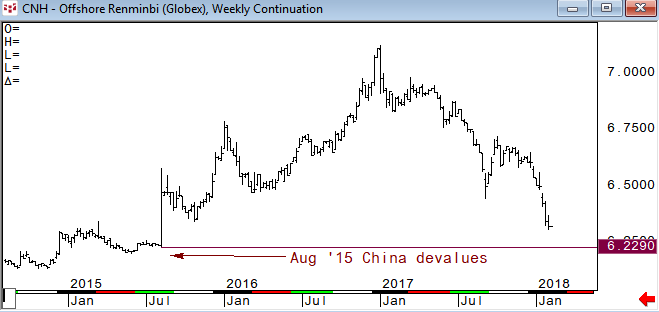 CNH - Offshore Renminbi (Globex), Weekly Continuation
O=
H=
L=
L=
Δ=
7.0000
6.7500
6.5000
6.2290
Aug '15 China devalues
2015 2016 2017 2018
Jan Jul Jan Jul Jan Jul Jan